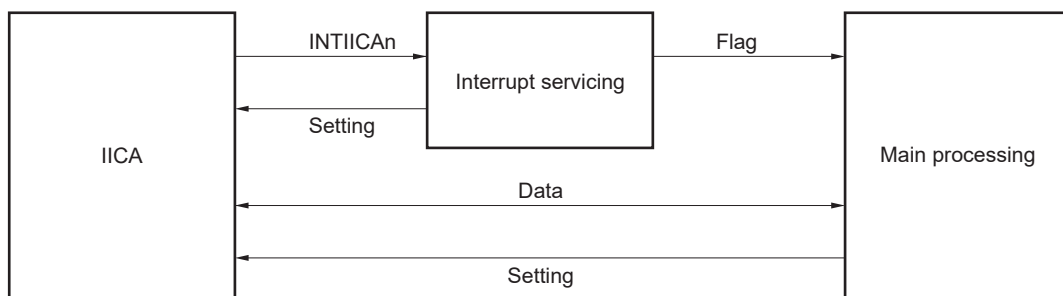 INTIICAn
Flag
Interrupt servicing
Setting
IICA
Main processing
Data
Setting